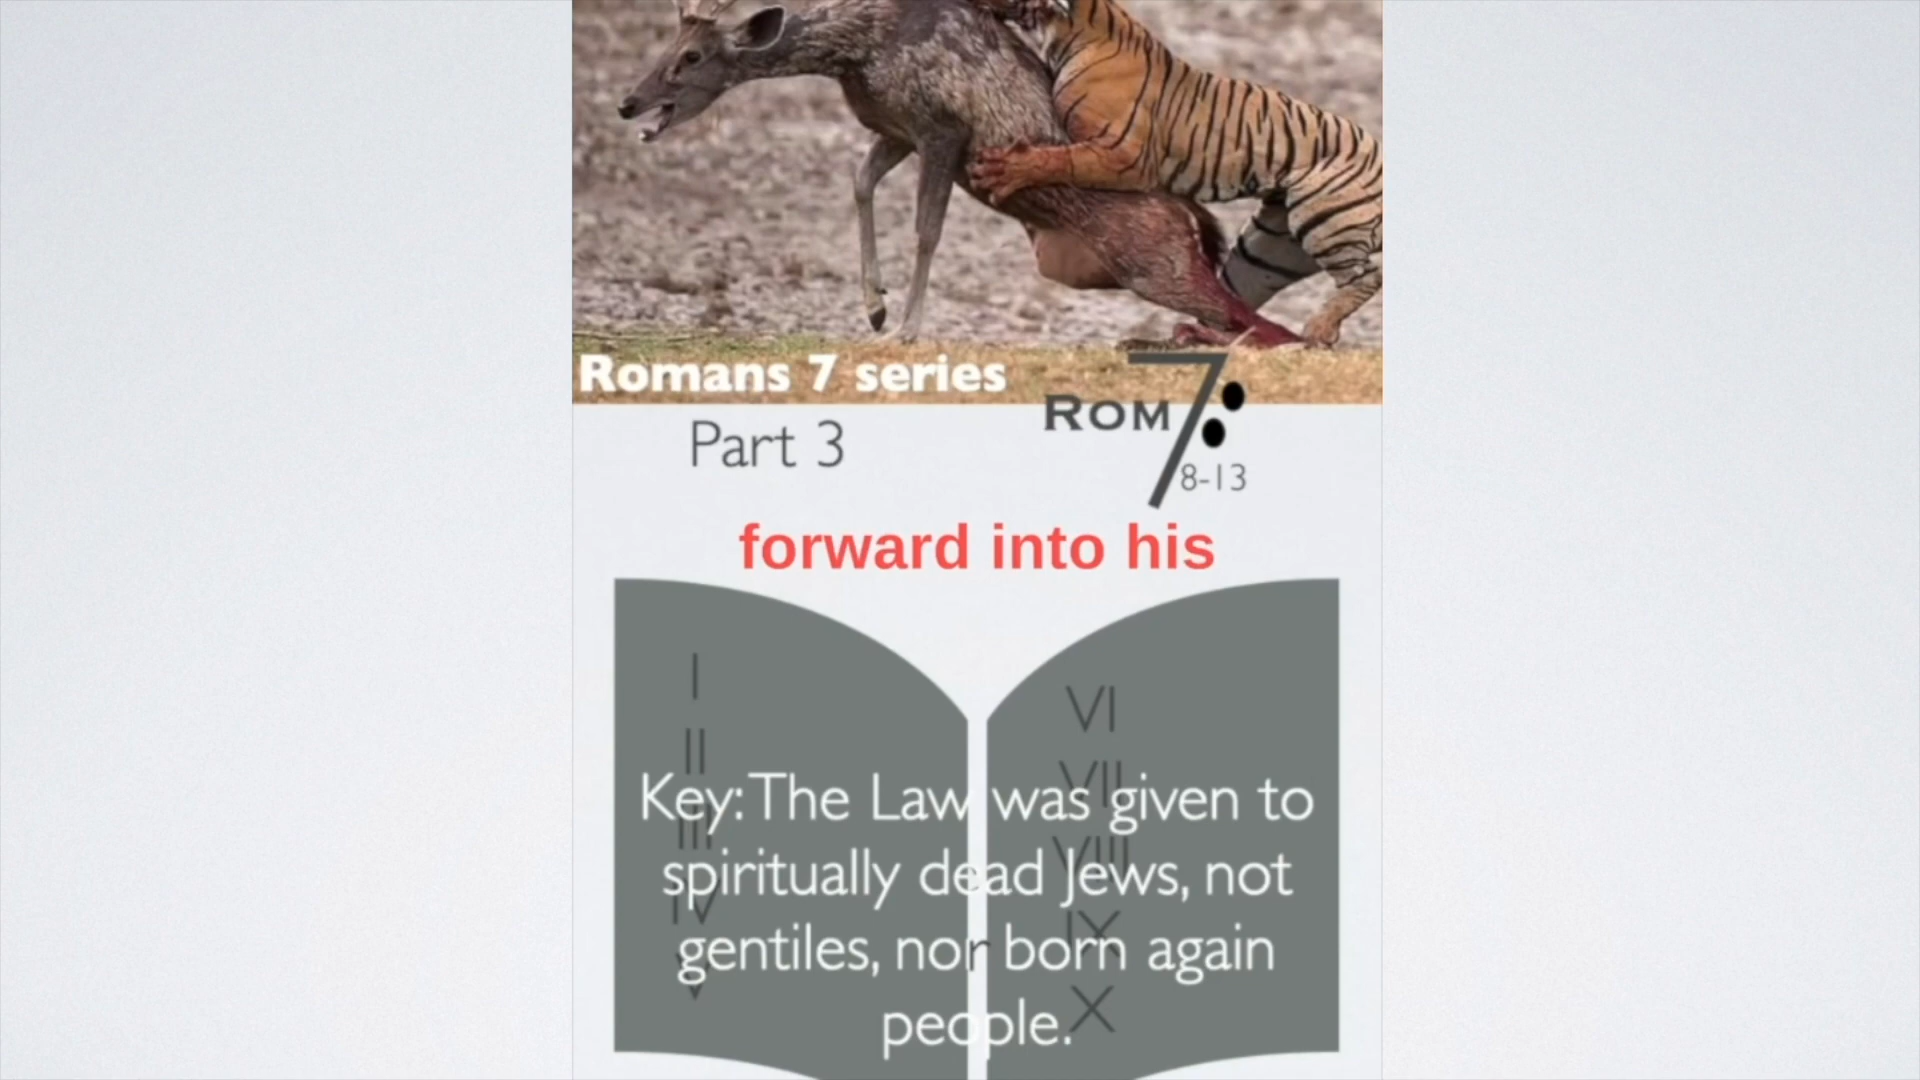 Romans 7 series
Part 3
ROM 7:
8-13
forward into his
I
II
III
IV
V
VI
VII
VIII
IX
X
Key: The Law was given to
spiritually dead Jews, not
gentiles, nor born again
people.